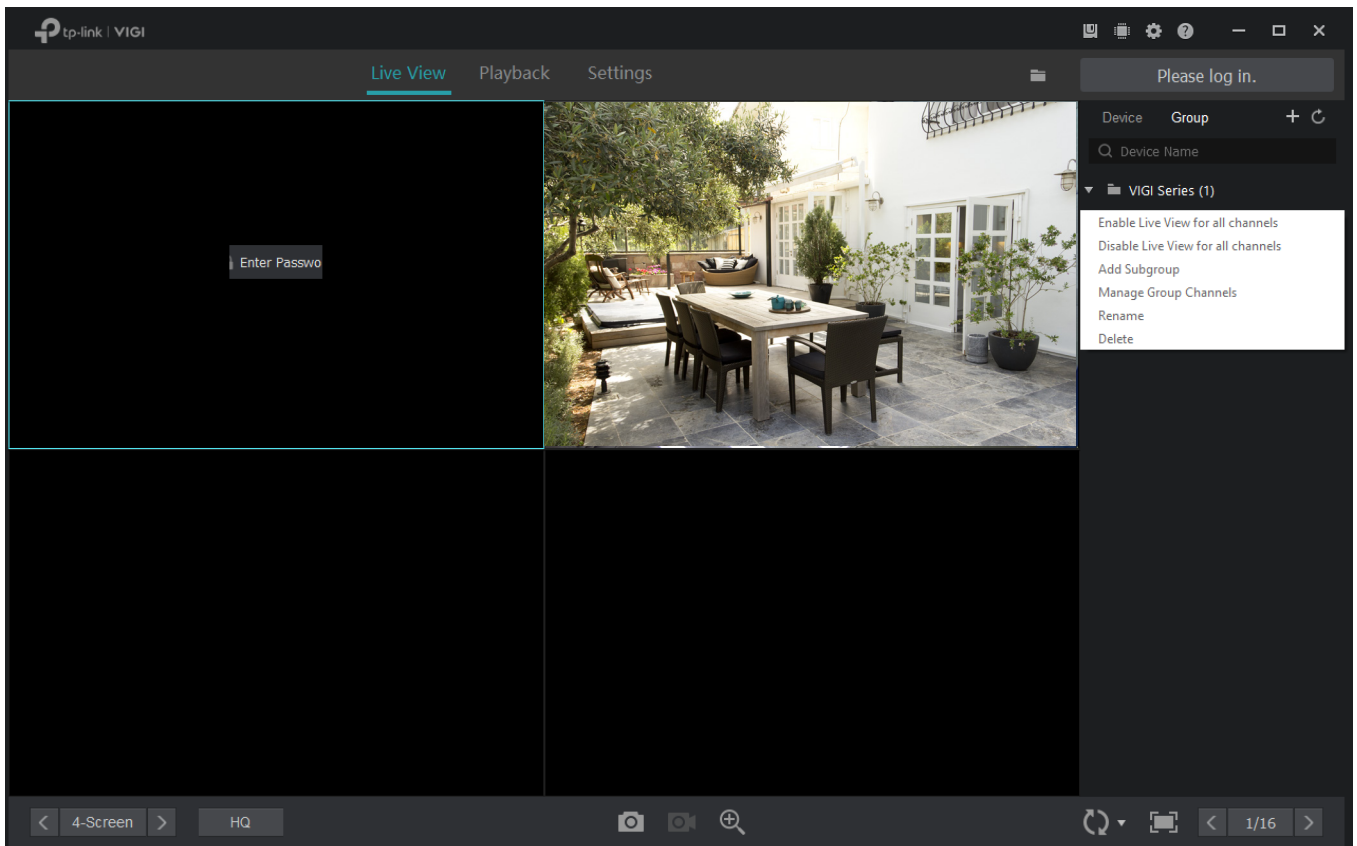 tp-link | VIGI
Live View Playback Settings
Please log in.
Device Group
Device Name
VIGI Series (1)
Enable Live View for all channels
Disable Live View for all channels
Add Subgroup
Manage Group Channels
Rename
Delete
Enter Passwo
4-Screen
HQ
1/16